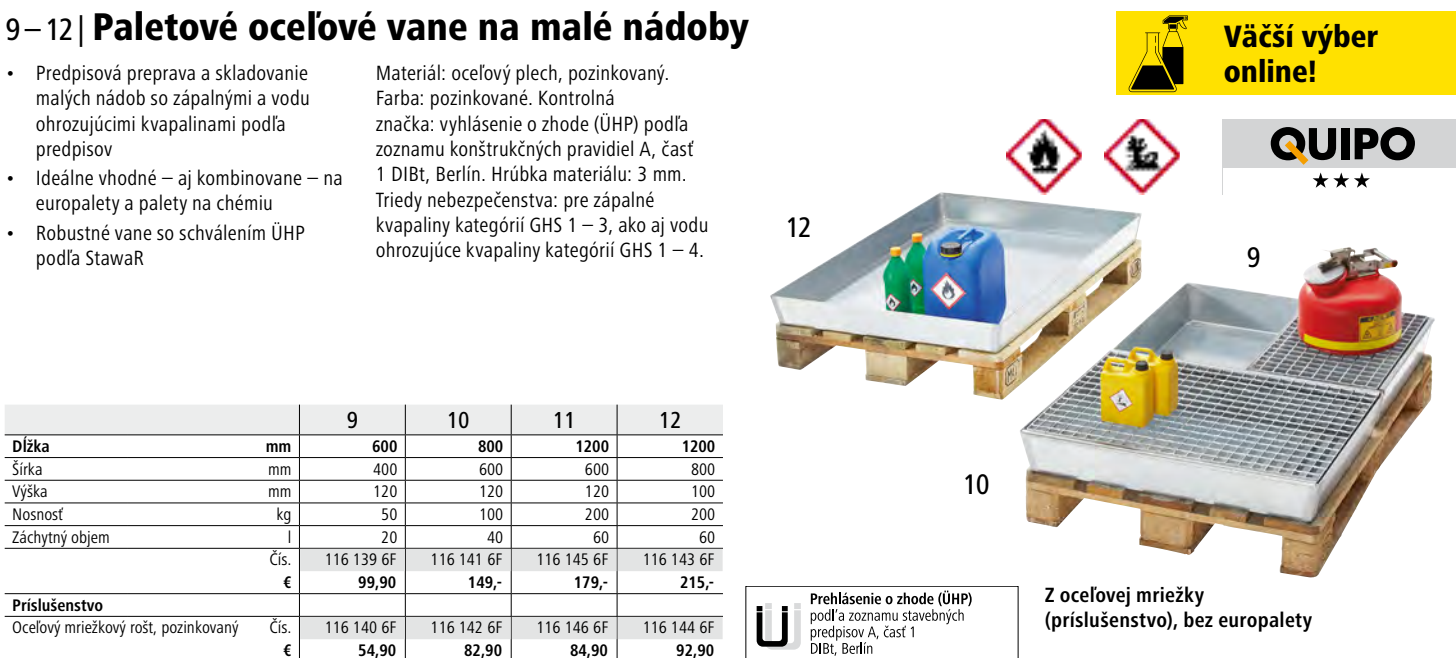 9–12| Paletové oceľové vane na malé nádoby
• Predpisová preprava a skladovanie
malých nádob so zápalnými a vodu
ohrozujúcimi kvapalinami podľa
predpisov
• Ideálne vhodné – aj kombinovane – na
europalety a palety na chémiu
• Robustné vane so schválením ÜHP
podľa StawaR
Materiál: oceľový plech, pozinkovaný.
Farba: pozinkované. Kontrolná
značka: vyhlásenie o zhode (ÜHP) podľa
zoznamu konštrukčných pravidiel A, časť
1 DIBt, Berlín. Hrúbka materiálu: 3 mm.
Triedy nebezpečenstva: pre zápalné
kvapaliny kategórií GHS 1 – 3, ako aj vodu
ohrozujúce kvapaliny kategórií GHS 1 – 4.
Väčší výber
online!
QUIPO
12
9
10
9 10 11 12
Dĺžka mm 600 800 1200 1200
Šírka mm 400 600 600 800
Výška mm 120 120 120 100
Nosnosť kg 50 100 200 200
Záchytný objem l 20 40 60 60
Čís. 116 139 6F 116 141 6F 116 145 6F 116 143 6F
€ 99,90 149,- 179,- 215,-
Príslušenstvo
Oceľový mriežkový rošt, pozinkovaný Čís. 116 140 6F 116 142 6F 116 146 6F 116 144 6F
€ 54,90 82,90 84,90 92,90
Ü
Prehlásenie o zhode (ÜHP)
podľa zoznamu stavebných
predpisov A, časť 1
DIBt, Berlín
Z oceľovej mriežky
(príslušenstvo), bez europalety